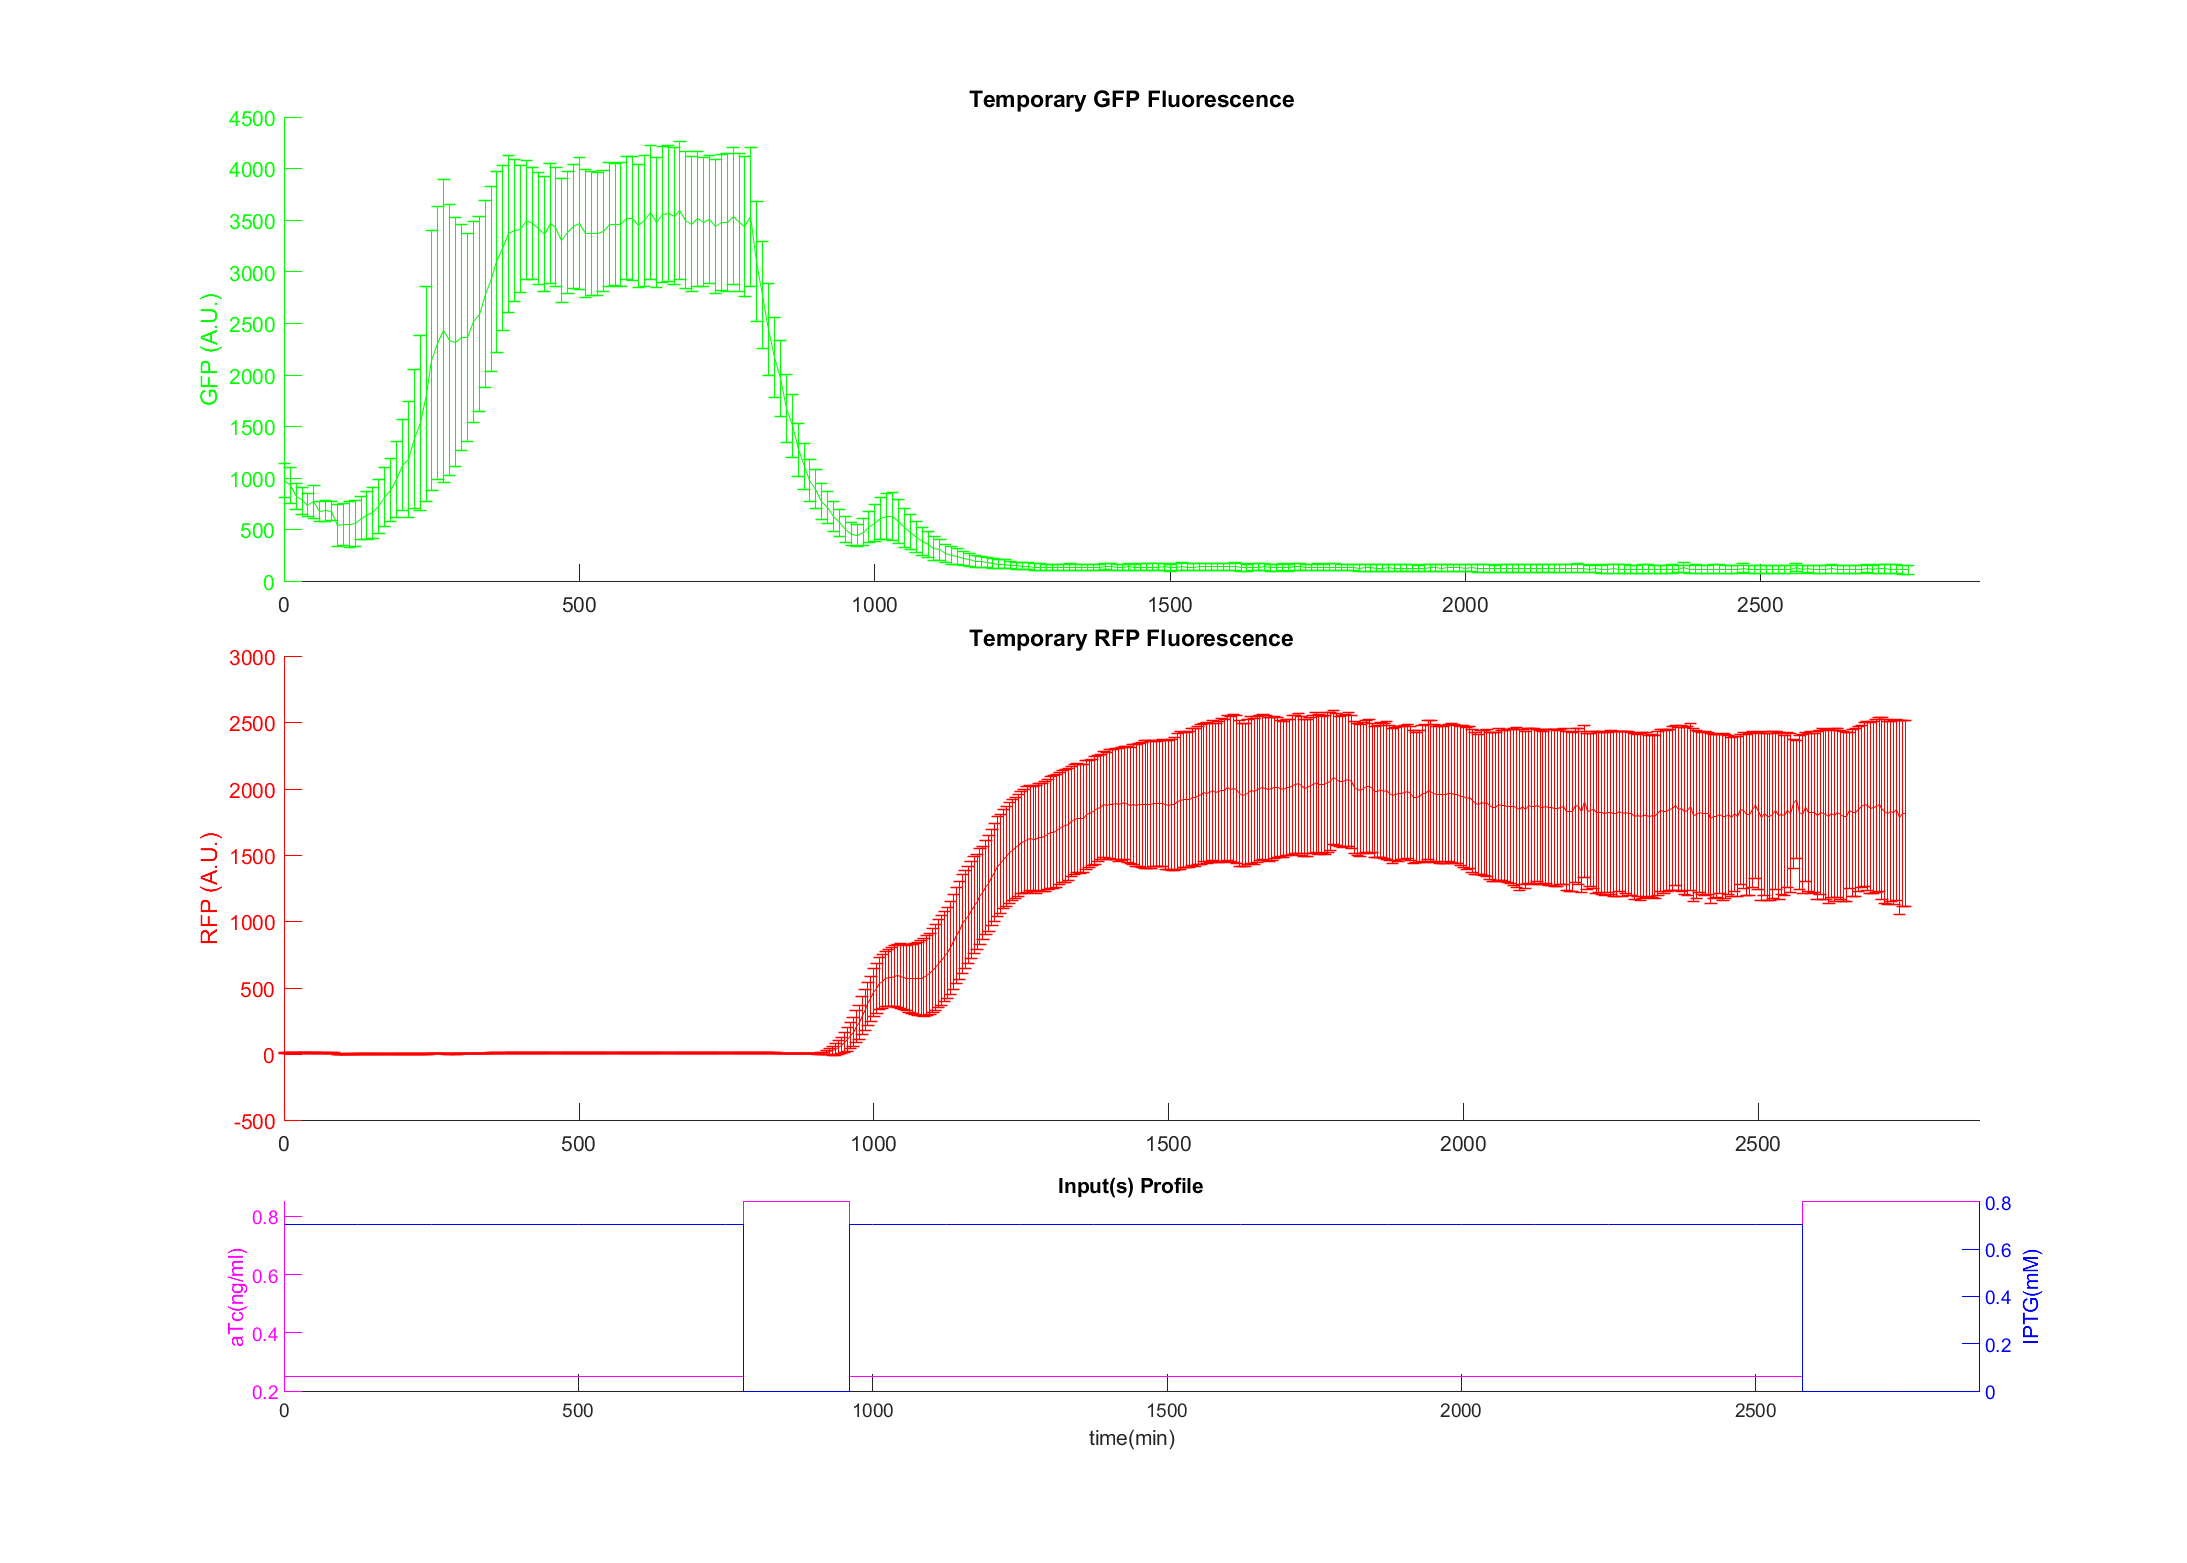 Temporary GFP Fluorescence
GFP (A.U.)
4500
4000
3500
3000
2500
2000
1500
1000
500
0
0 500 1000 1500 2000 2500
Temporary RFP Fluorescence
RFP (A.U.)
3000
2500
2000
1500
1000
500
0
-500
0 500 1000 1500 2000 2500
Input(s) Profile
aTc(ng/ml)
0.8
0.6
0.4
0.2
0.8
0.6
0.4
0.2
0
IPTG(mM)
0 500 1000 1500 2000 2500
time(min)